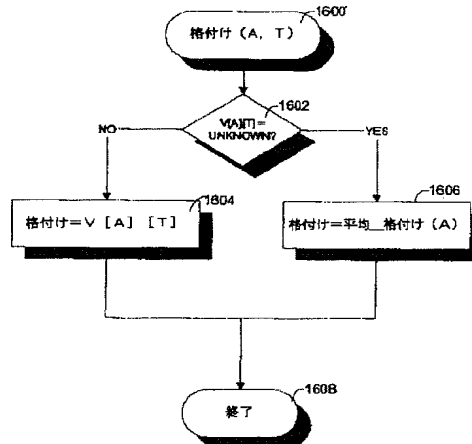 1600
格付け（A，T）
1602
V[A][T]=
UNKNOWN?
NO
YES
1604
格付け＝V［A］［T］
1606
格付け＝平均__格付け（A）
1608
終了